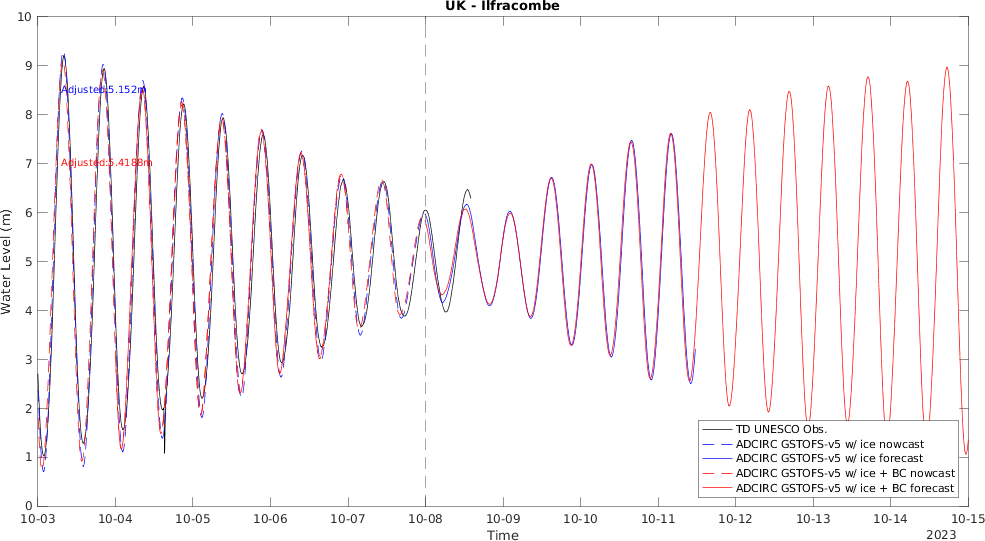 UK - Ilfracombe
10
9
8
7
6
5
4
3
2
1
0
Water Level (m)
Adjusted:5.152m
Adjusted:5.4188m
TD UNESCO Obs.
ADCIRC GSTOFS-v5 w/ ice nowcast
ADCIRC GSTOFS-v5 w/ ice forecast
ADCIRC GSTOFS-v5 w/ ice + BC nowcast
ADCIRC GSTOFS-v5 w/ ice + BC forecast
10-03 10-04 10-05 10-06 10-07 10-08 10-09 10-10 10-11 10-12 10-13 10-14 10-15
Time
2023